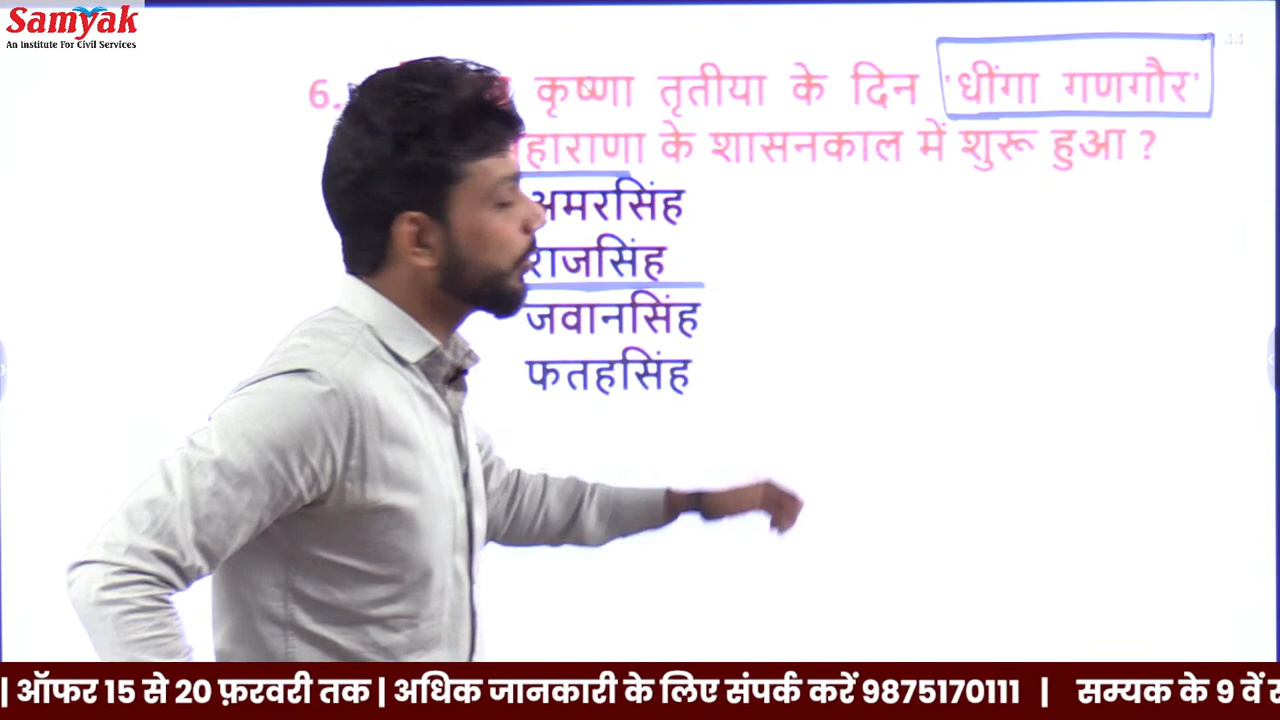 Samyak
An Institute For Civil Services
44
6. कृष्णा तृतीया के दिन 'धींगा गणगौर'
महाराणा के शासनकाल में शुरू हुआ ?
अमरसिंह
राजसिंह
जवानसिंह
फतहसिंह
| ऑफर 15 से 20 फ़रवरी तक | अधिक जानकारी के लिए संपर्क करें 9875170111 | सम्यक के 9 वें